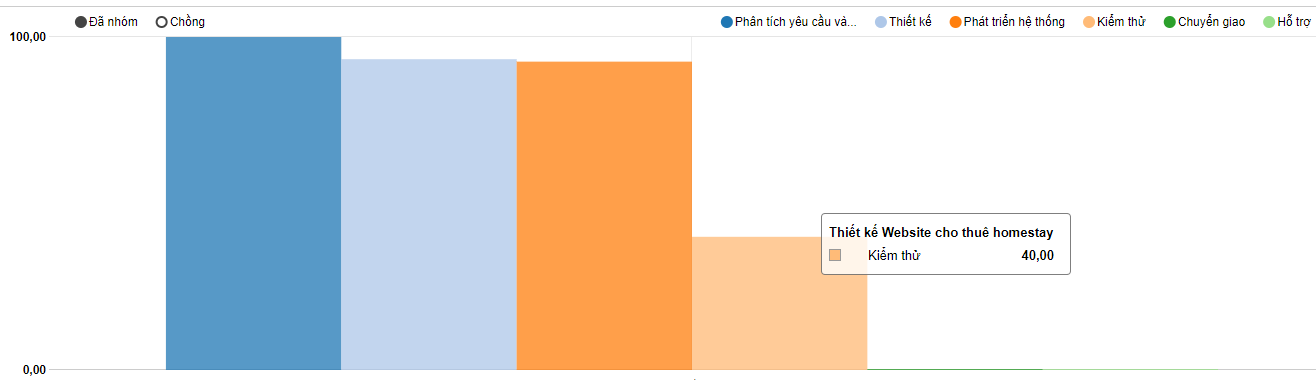 Đã nhóm Chồng Phân tích yêu cầu và... Thiết kế Phát triển hệ thống Kiểm thử Chuyển giao Hỗ trợ
100,00
Thiết kế Website cho thuê homestay
Kiểm thử 40,00
0,00